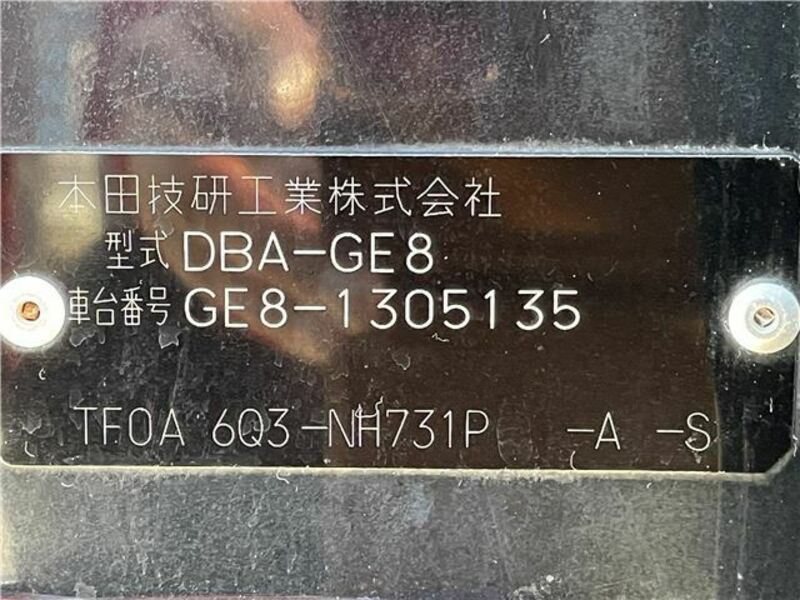 本田技研工業株式会社
型式 DBA-GE8
車台番号 GE8-1305135
TF0A 6Q3-NH731P -A -S